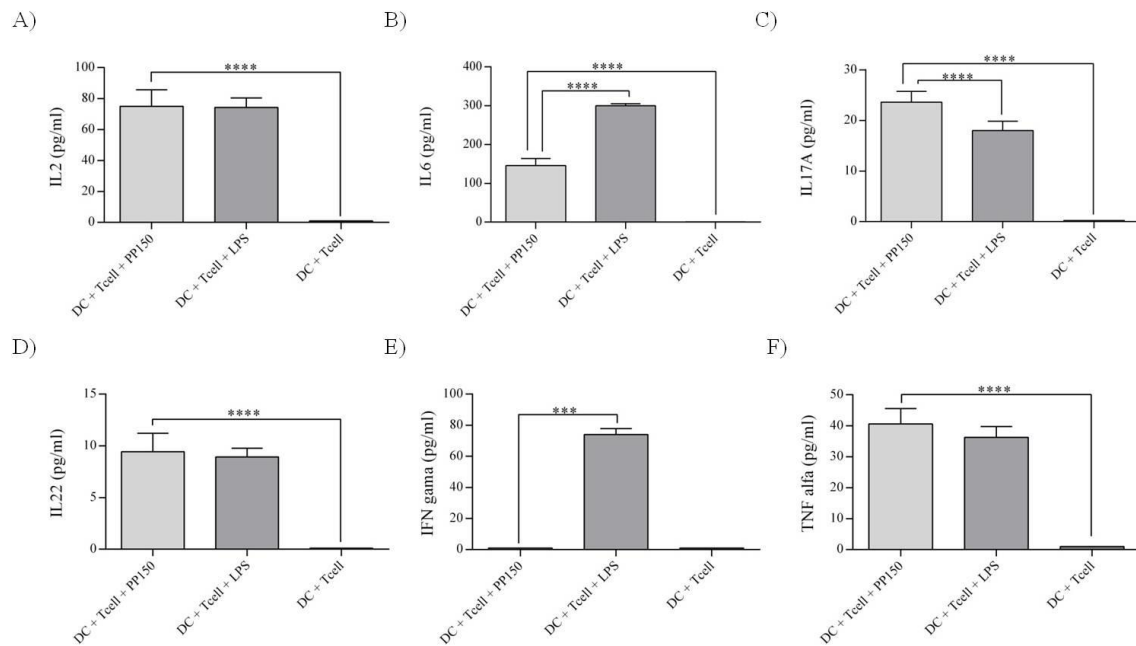 A)
IL2 (pg/ml)
100
80
60
40
20
0
****
DC + Tcell + PP150
DC + Tcell + LPS
DC + Tcell
B)
IL6 (pg/ml)
400
300
200
100
0
****
****
DC + Tcell + PP150
DC + Tcell + LPS
DC + Tcell
C)
IL17A (pg/ml)
30
20
10
0
****
****
DC + Tcell + PP150
DC + Tcell + LPS
DC + Tcell
D)
IL22 (pg/ml)
15
10
5
0
****
DC + Tcell + PP150
DC + Tcell + LPS
DC + Tcell
E)
IFN gama (pg/ml)
100
80
60
40
20
0
***
DC + Tcell + PP150
DC + Tcell + LPS
DC + Tcell
F)
TNF alfa (pg/ml)
50
40
30
20
10
0
****
DC + Tcell + PP150
DC + Tcell + LPS
DC + Tcell